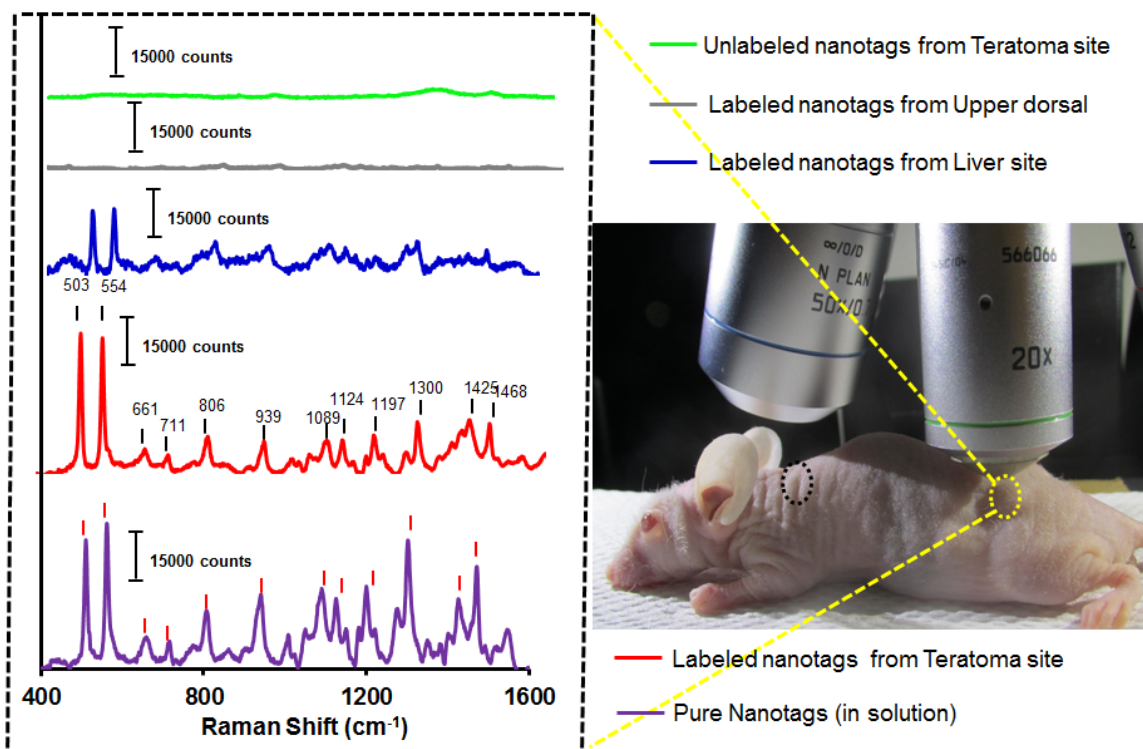 15000 counts
15000 counts
15000 counts
503 554
15000 counts
661 711 806 939 1089 1124 1197 1300 1425 1468
15000 counts
400 800 1200 1600
Raman Shift (cm-1)
Unlabeled nanotags from Teratoma site
Labeled nanotags from Upper dorsal
Labeled nanotags from Liver site
∞/0/D
N PLAN
50X/0.
566066
20X
Labeled nanotags from Teratoma site
Pure Nanotags (in solution)